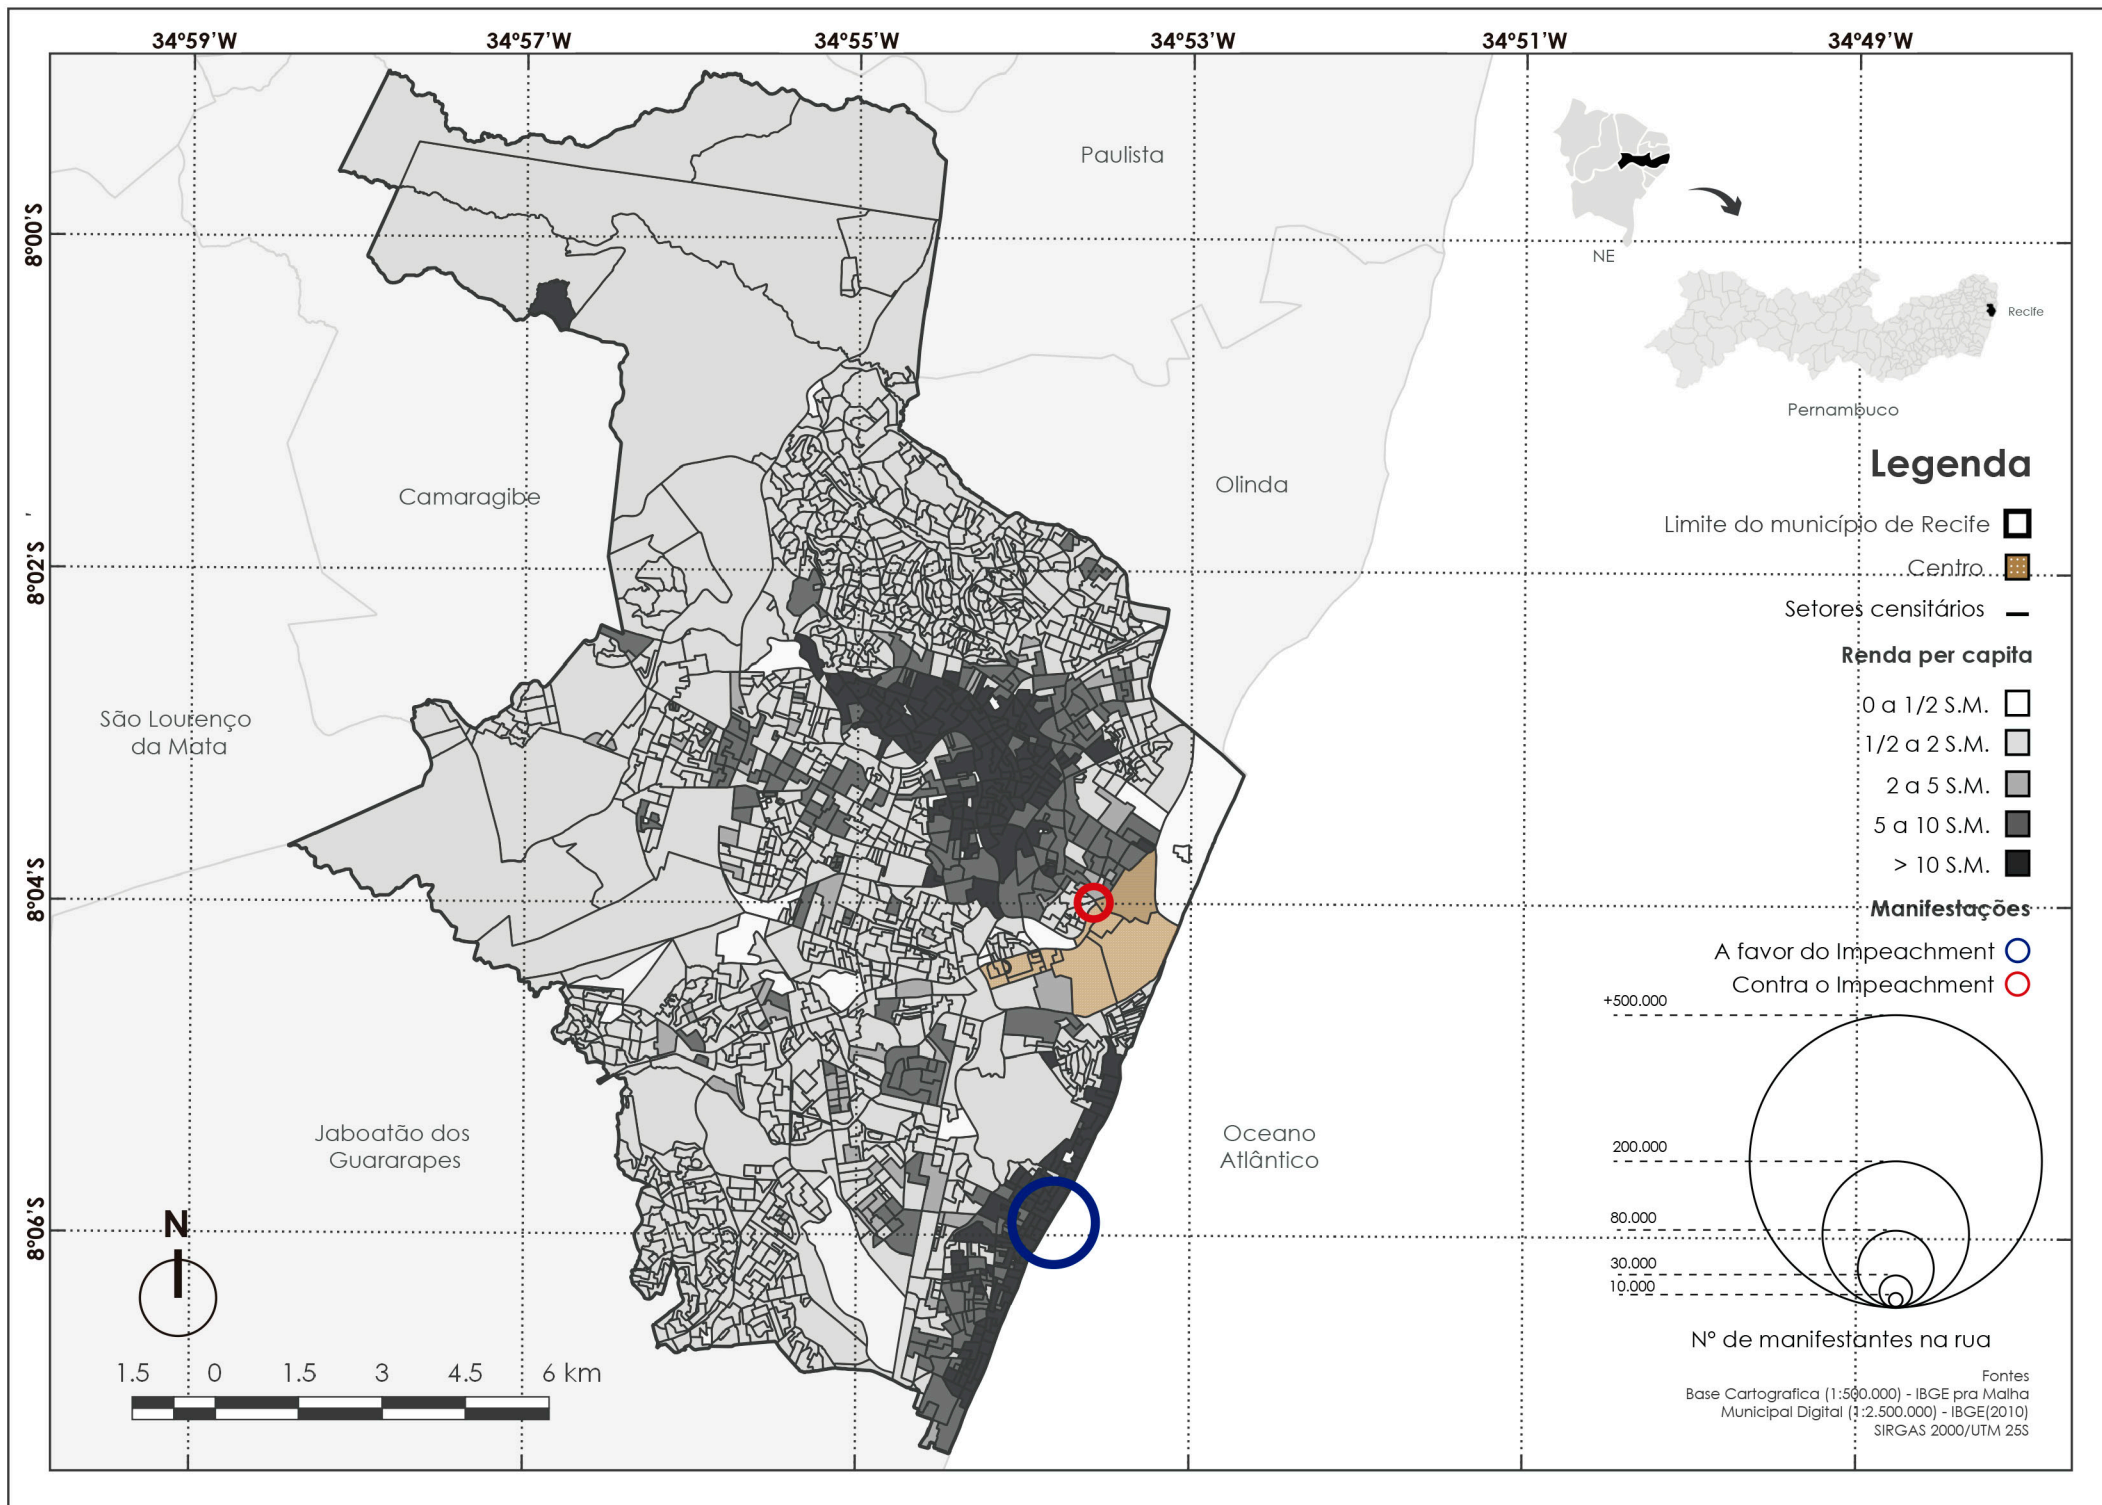 34°59'W
34°57'W
34°55'W
34°53'W
34°51'W
34°49'W
8°00'S
8°02'S
8°04'S
8°06'S
Paulista
Olinda
Camaragibe
São Lourenço
da Mata
Jaboatão dos
Guararapes
Oceano
Atlântico
NE
Recife
Pernambuco
Legenda
Limite do município de Recife
Centro
Setores censitários
Renda per capita
0 a 1/2 S.M.
1/2 a 2 S.M.
2 a 5 S.M.
5 a 10 S.M.
> 10 S.M.
Manifestações
A favor do Impeachment
Contra o Impeachment
+500.000
200.000
80.000
30.000
10.000
N° de manifestantes na rua
Fontes
Base Cartografica (1:500.000) - IBGE pra Malha
Municipal Digital (1:2.500.000) - IBGE(2010)
SIRGAS 2000/UTM 25S
N
1.5 0 1.5 3 4.5 6 km